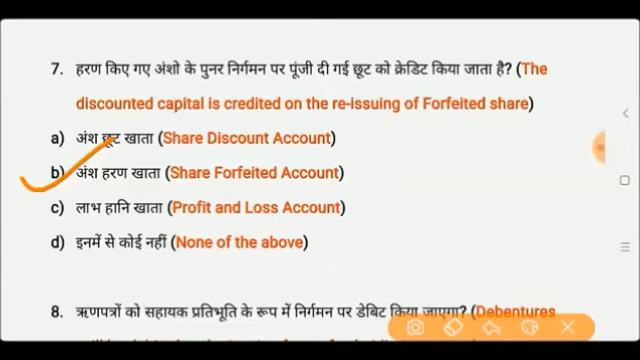 7. हरण किए गए अंशो के पुनर निर्गमन पर पूंजी दी गई छूट को क्रेडिट किया जाता है? (The
discounted capital is credited on the re-issuing of Forfeited share)
a) अंश छूट खाता (Share Discount Account)
b) अंश हरण खाता (Share Forfeited Account)
c) लाभ हानि खाता (Profit and Loss Account)
d) इनमें से कोई नहीं (None of the above)
8. ऋणपत्रों को सहायक प्रतिभूति के रूप में निर्गमन पर डेबिट किया जाएगा? (Debentures